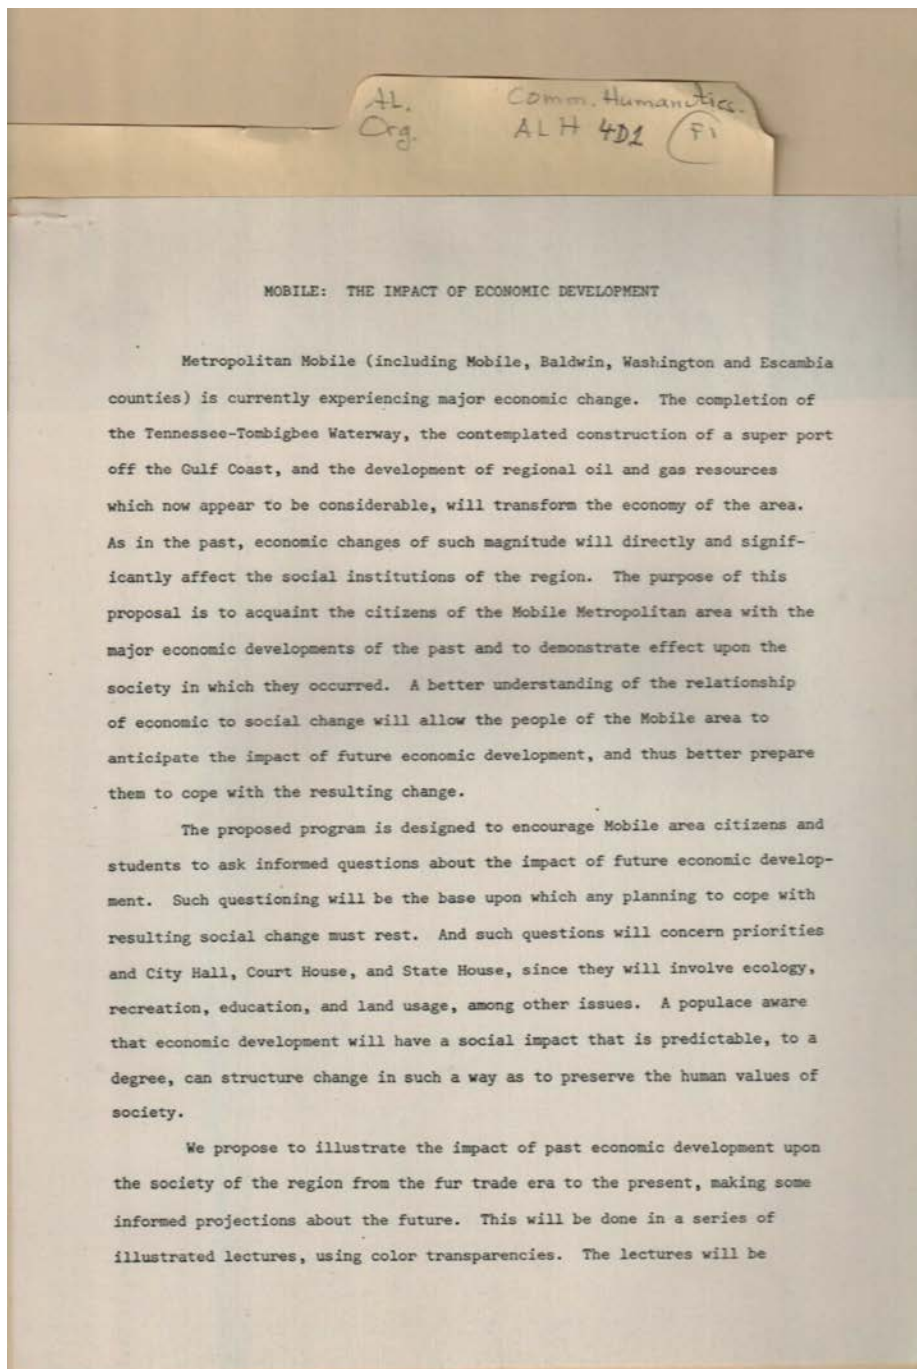 AL. Comm. Humanities.
Org. ALH 4D1 F1
MOBILE: THE IMPACT OF ECONOMIC DEVELOPMENT
Metropolitan Mobile (including Mobile, Baldwin, Washington and Escambia
counties) is currently experiencing major economic change. The completion of
the Tennessee-Tombigbee Waterway, the contemplated construction of a super port
off the Gulf Coast, and the development of regional oil and gas resources
which now appear to be considerable, will transform the economy of the area.
As in the past, economic changes of such magnitude will directly and signif-
icantly affect the social institutions of the region. The purpose of this
proposal is to acquaint the citizens of the Mobile Metropolitan area with the
major economic developments of the past and to demonstrate effect upon the
society in which they occurred. A better understanding of the relationship
of economic to social change will allow the people of the Mobile area to
anticipate the impact of future economic development, and thus better prepare
them to cope with the resulting change.
The proposed program is designed to encourage Mobile area citizens and
students to ask informed questions about the impact of future economic develop-
ment. Such questioning will be the base upon which any planning to cope with
resulting social change must rest. And such questions will concern priorities
and City Hall, Court House, and State House, since they will involve ecology,
recreation, education, and land usage, among other issues. A populace aware
that economic development will have a social impact that is predictable, to a
degree, can structure change in such a way as to preserve the human values of
society.
We propose to illustrate the impact of past economic development upon
the society of the region from the fur trade era to the present, making some
informed projections about the future. This will be done in a series of
illustrated lectures, using color transparencies. The lectures will be